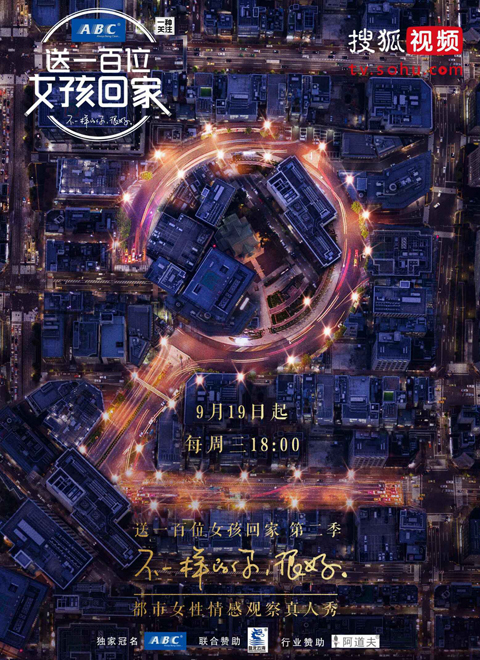 ABC
一种
关注
搜狐视频
tv.sohu.com
送一百位
女孩回家
不一样的你,很好。
9月19日起
每周三18:00
送一百位女孩回家 第二季
不一样的你,很好。
都市女性情感观察真人秀
独家冠名 ABC 联合赞助 行业赞助 阿道夫